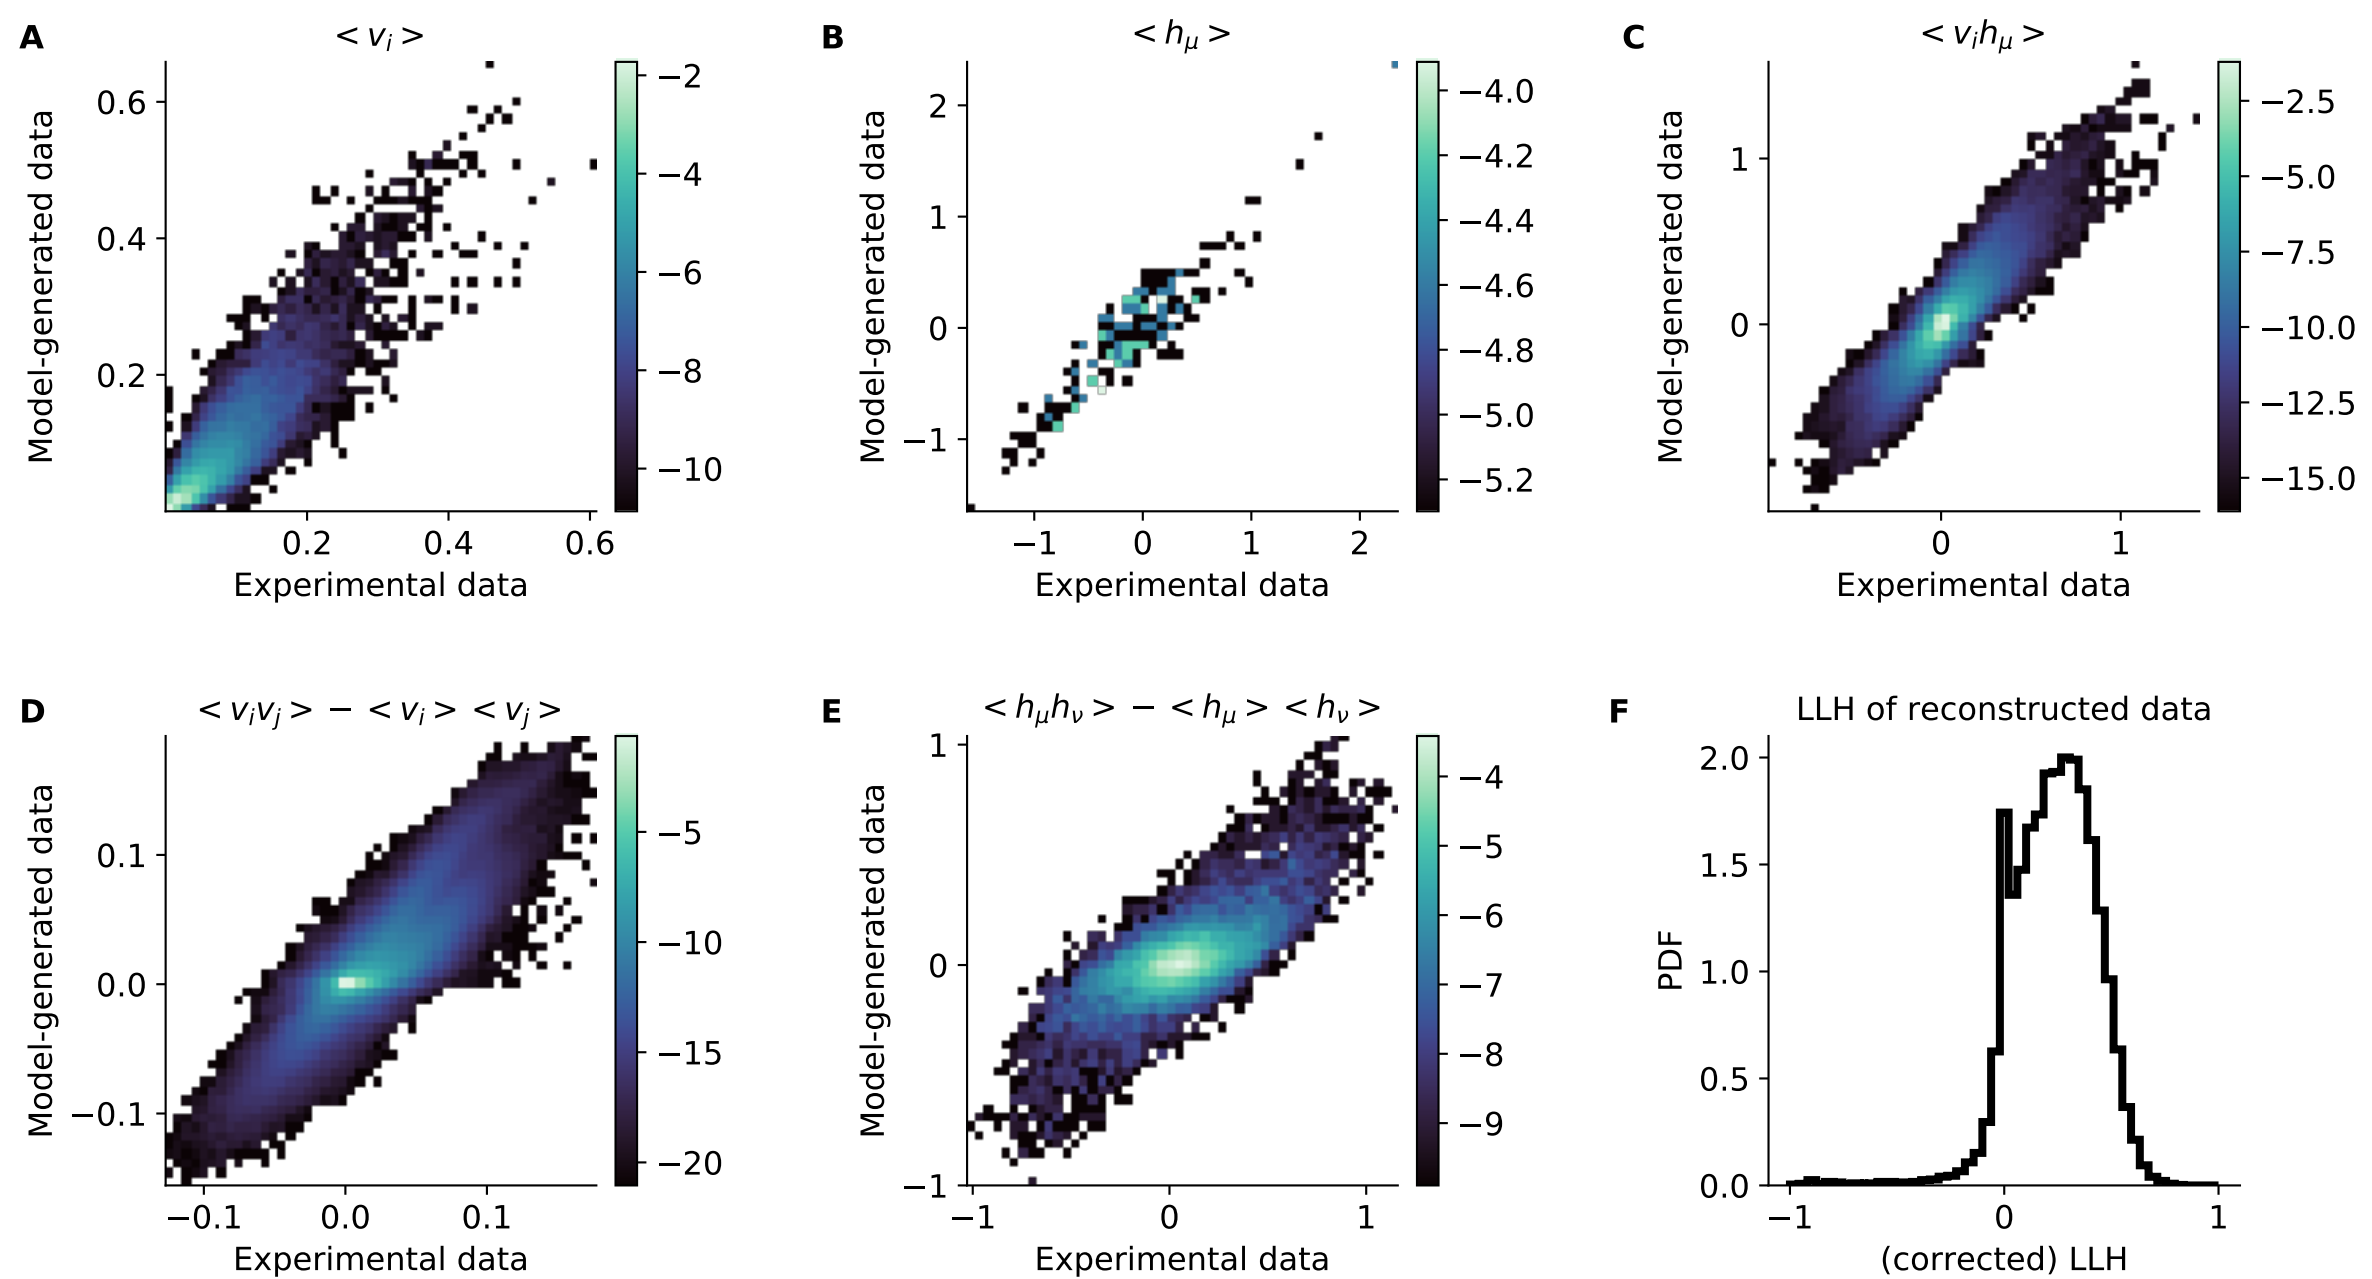 A
< v_i >
0.6
0.4
0.2
0.2 0.4 0.6
Model-generated data
Experimental data
−2
−4
−6
−8
−10
B
< h_μ >
2
1
0
−1
−1 0 1 2
Model-generated data
Experimental data
−4.0
−4.2
−4.4
−4.6
−4.8
−5.0
−5.2
C
< v_i h_μ >
1
0
0 1
Model-generated data
Experimental data
−2.5
−5.0
−7.5
−10.0
−12.5
−15.0
D
< v_i v_j > − < v_i > < v_j >
0.1
0.0
−0.1
−0.1 0.0 0.1
Model-generated data
Experimental data
−5
−10
−15
−20
E
< h_μ h_ν > − < h_μ > < h_ν >
1
0
−1
−1 0 1
Model-generated data
Experimental data
−4
−5
−6
−7
−8
−9
F
LLH of reconstructed data
2.0
1.5
1.0
0.5
0.0
−1 0 1
PDF
(corrected) LLH